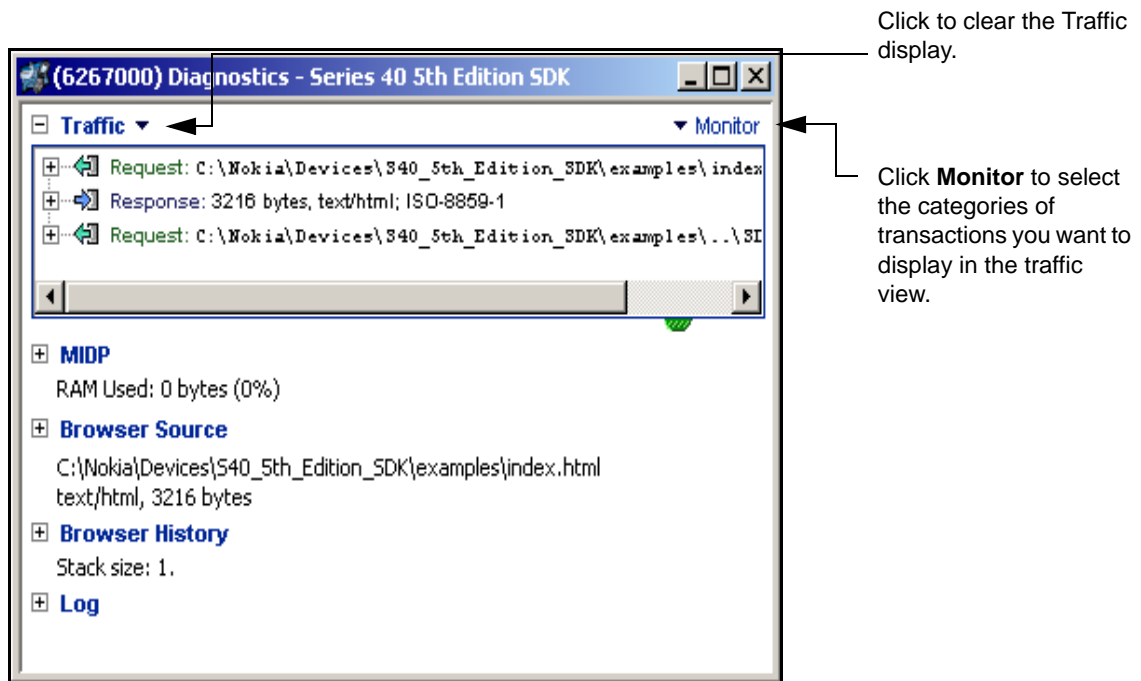 Click to clear the Traffic
display.
(6267000) Diagnostics - Series 40 5th Edition SDK
Traffic
Monitor
Request: C:\Nokia\Devices\S40_5th_Edition_SDK\examples\index
Response: 3216 bytes, text/html; ISO-8859-1
Request: C:\Nokia\Devices\S40_5th_Edition_SDK\examples\..\SI
Click Monitor to select
the categories of
transactions you want to
display in the traffic
view.
MIDP
RAM Used: 0 bytes (0%)
Browser Source
C:\Nokia\Devices\S40_5th_Edition_SDK\examples\index.html
text/html, 3216 bytes
Browser History
Stack size: 1.
Log